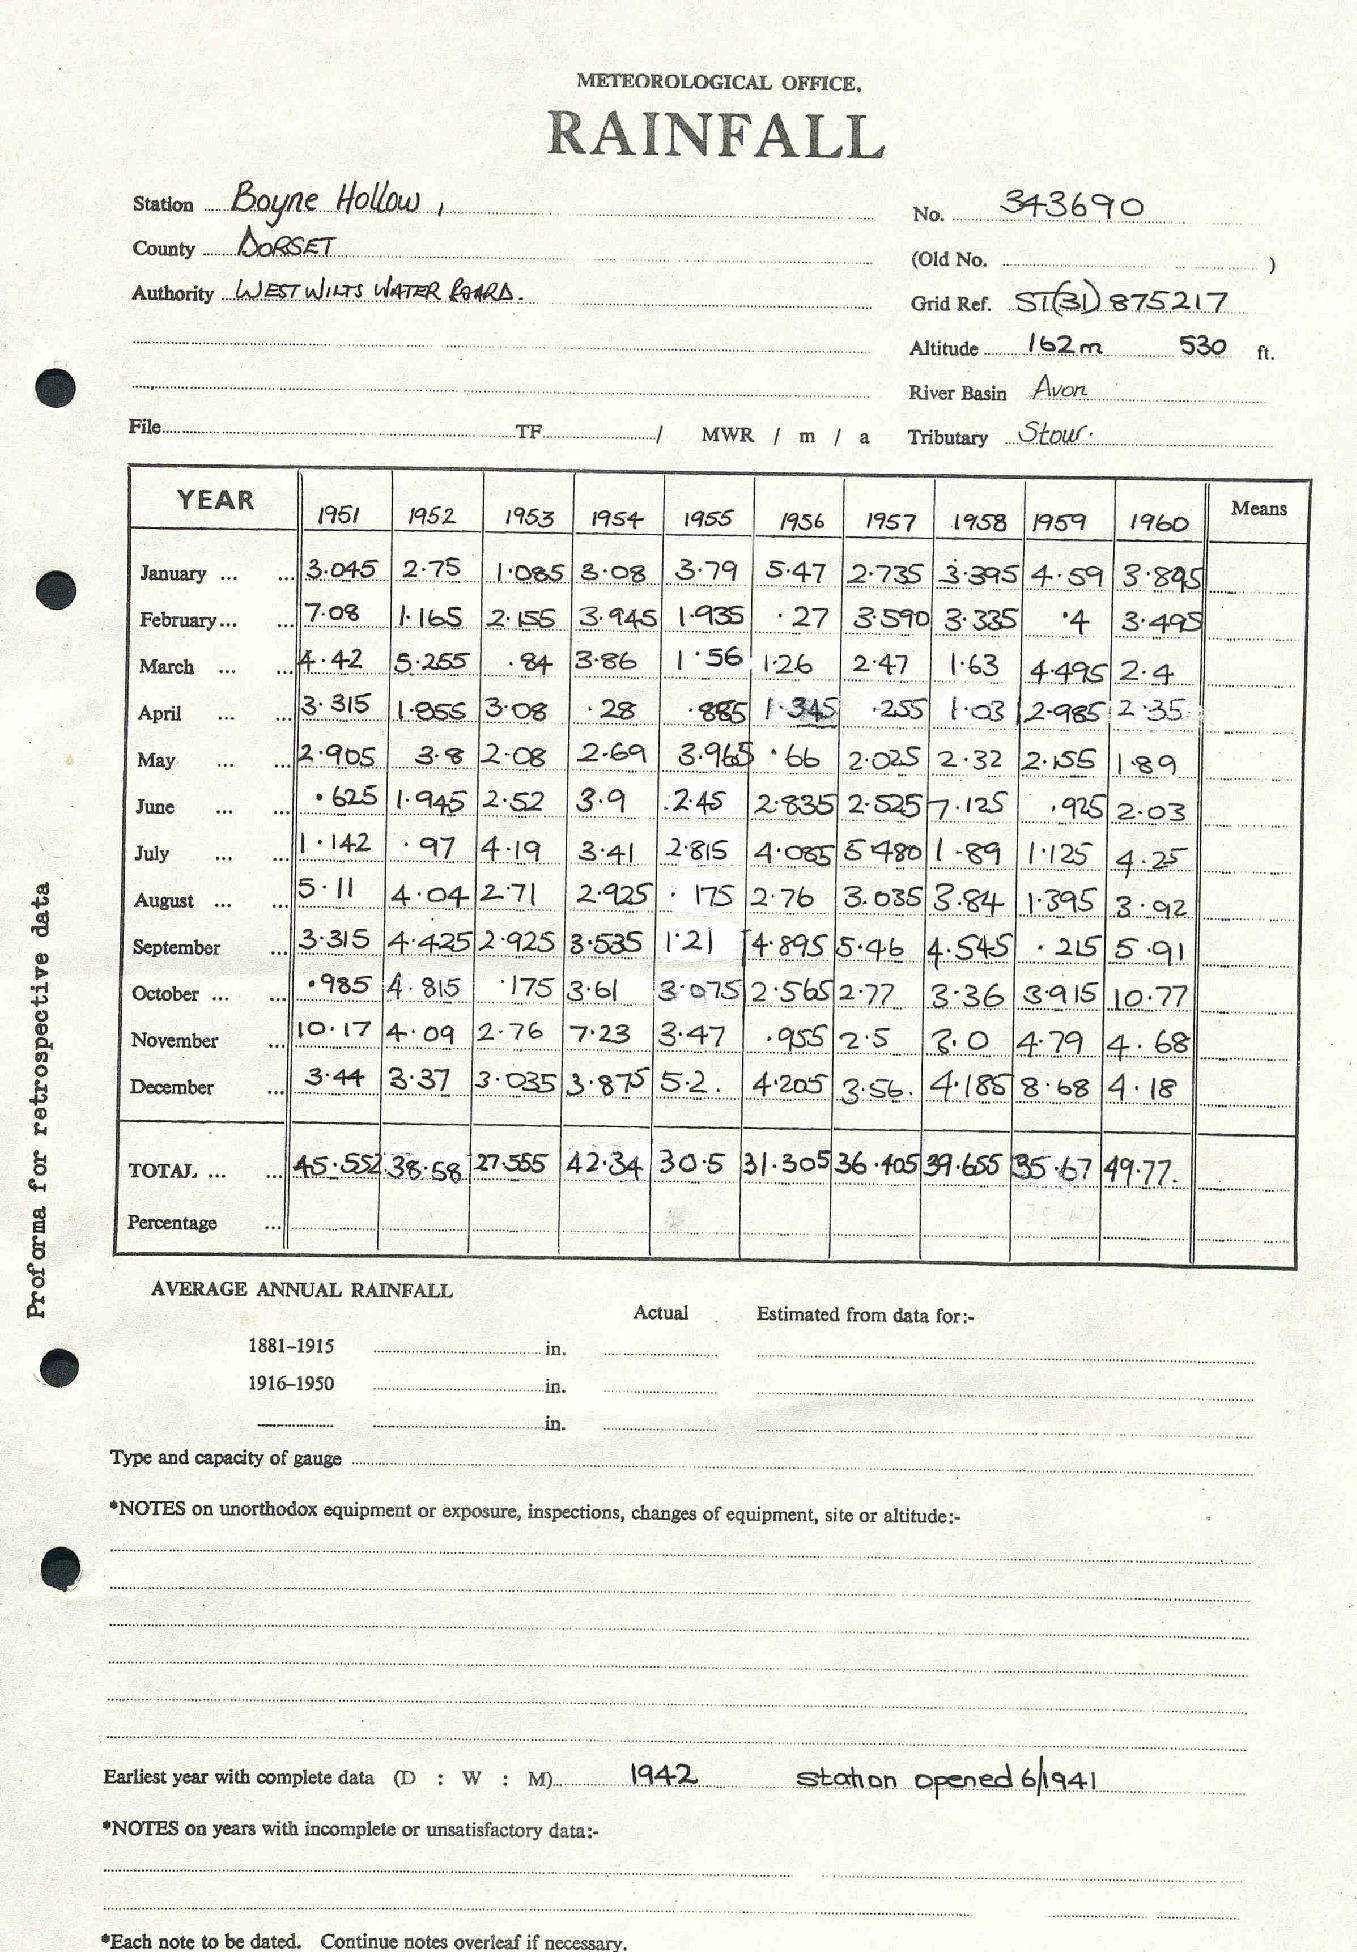 METEOROLOGICAL OFFICE.
RAINFALL
Station Boyne Hollow,
No. 343690
County DORSET
(Old No. )
Authority WEST WILTS WATER BOARD.
Grid Ref. ST(31) 875217
Altitude 162m 530 ft.
River Basin Avon
File TF / MWR / m / a Tributary Stour.
YEAR 1951 1952 1953 1954 1955 1956 1957 1958 1959 1960 Means
January ... ... 3.045 2.75 1.085 3.08 3.79 5.47 2.735 3.395 4.59 3.895
February... ... 7.08 1.165 2.155 3.945 1.935 .27 3.590 3.335 .4 3.495
March ... ... 4.42 5.255 .84 3.86 1.56 1.26 2.47 1.63 4.495 2.4
April ... ... 3.315 1.955 3.08 .28 .885 1.345 .255 1.03 2.985 2.35
May ... ... 2.905 3.8 2.08 2.69 3.965 .66 2.025 2.32 2.155 1.89
June ... ... .625 1.945 2.52 3.9 2.45 2.835 2.525 7.125 .925 2.03
July ... ... 1.142 .97 4.19 3.41 2.815 4.085 5.480 1.89 1.125 4.25
August ... ... 5.11 4.04 2.71 2.925 .175 2.76 3.035 3.84 1.395 3.92
September ... 3.315 4.425 2.925 3.535 1.21 4.895 5.46 4.545 .215 5.91
October ... ... .985 4.815 .175 3.61 3.075 2.565 2.77 3.36 3.915 10.77
November ... 10.17 4.09 2.76 7.23 3.47 .955 2.5 3.0 4.79 4.68
December ... 3.44 3.37 3.035 3.875 5.2. 4.205 3.56. 4.185 8.68 4.18
TOTAL ... ... 45.552 38.58 27.555 42.34 30.5 31.305 36.405 39.655 35.67 49.77.
Percentage ...
Proforma for retrospective data
AVERAGE ANNUAL RAINFALL
Actual Estimated from data for:-
1881-1915 in.
1916-1950 in.
in.
Type and capacity of gauge
*NOTES on unorthodox equipment or exposure, inspections, changes of equipment, site or altitude:-
Earliest year with complete data (D : W : M) 1942 Station opened 6/1941
*NOTES on years with incomplete or unsatisfactory data:-
*Each note to be dated. Continue notes overleaf if necessary.